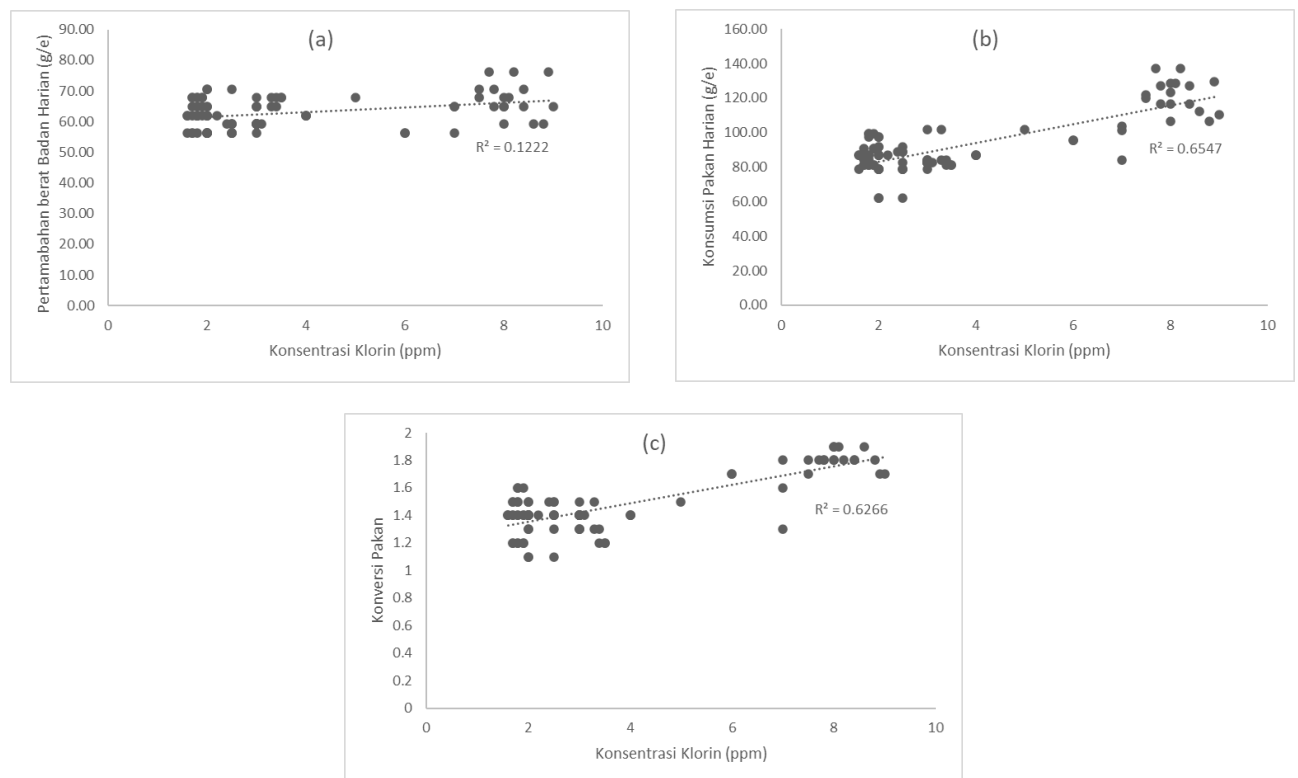 (a)
Pertamabahan berat Badan Harian (g/e)
90.00
80.00
70.00
60.00
50.00
40.00
30.00
20.00
10.00
0.00
R² = 0.1222
0 2 4 6 8 10
Konsentrasi Klorin (ppm)
(b)
Konsumsi Pakan Harian (g/e)
160.00
140.00
120.00
100.00
80.00
60.00
40.00
20.00
0.00
R² = 0.6547
0 2 4 6 8 10
Konsentrasi Klorin (ppm)
(c)
Konversi Pakan
2
1.8
1.6
1.4
1.2
1
0.8
0.6
0.4
0.2
0
R² = 0.6266
0 2 4 6 8 10
Konsentrasi Klorin (ppm)